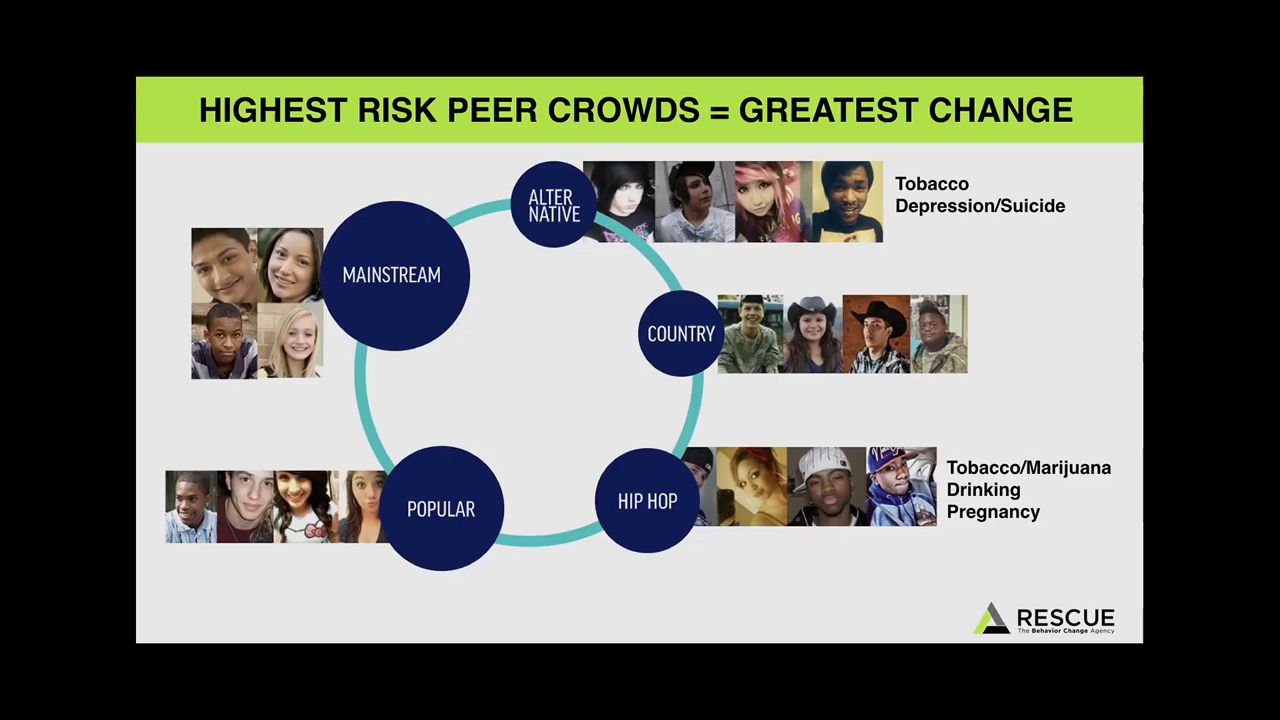 HIGHEST RISK PEER CROWDS = GREATEST CHANGE
ALTER
NATIVE
Tobacco
Depression/Suicide
MAINSTREAM
COUNTRY
HIP HOP
Tobacco/Marijuana
Drinking
Pregnancy
POPULAR
RESCUE
The Behavior Change Agency